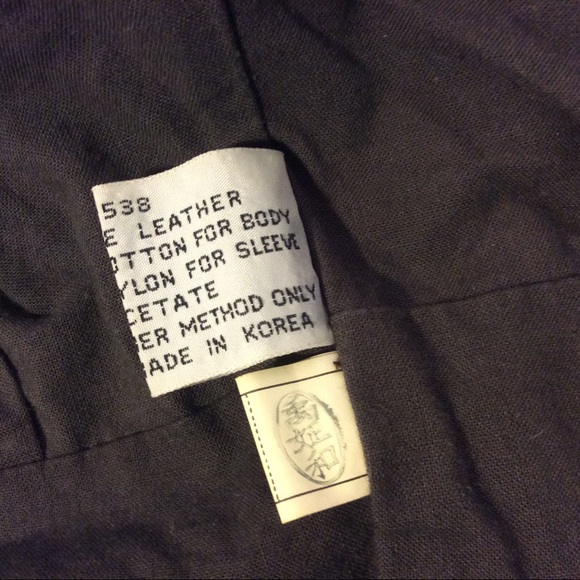 538
E LEATHER
OTTON FOR BODY
YLON FOR SLEEVE
CETATE
ER METHOD ONLY
ADE IN KOREA